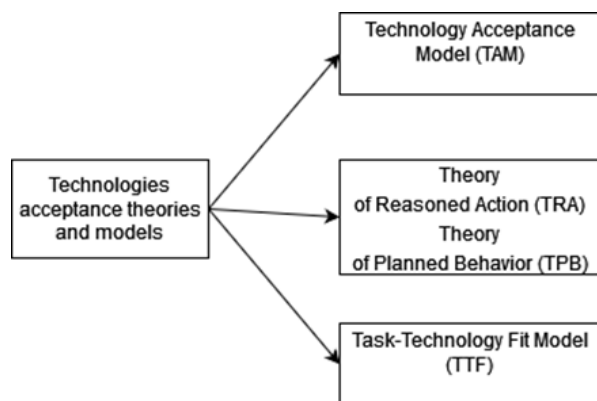 Technology Acceptance
Model (TAM)
Technologies
acceptance theories
and models
Theory
of Reasoned Action (TRA)
Theory
of Planned Behavior (TPB)
Task-Technology Fit Model
(TTF)